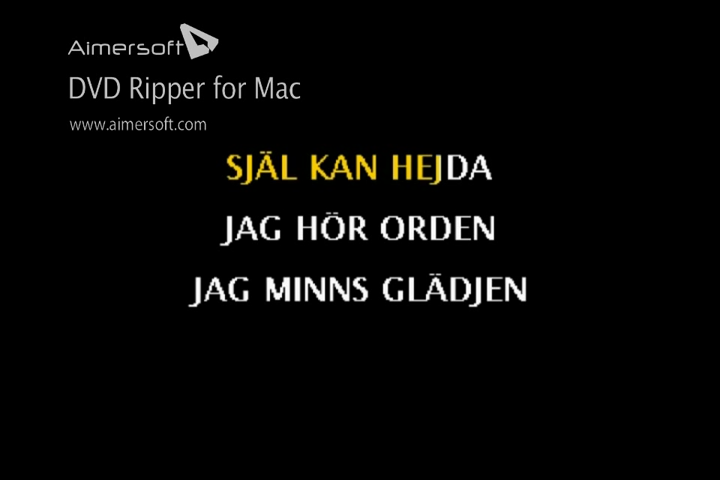 Aimersoft
DVD Ripper for Mac
www.aimersoft.com
SJÄL KAN HEJDA
JAG HÖR ORDEN
JAG MINNS GLÄDJEN